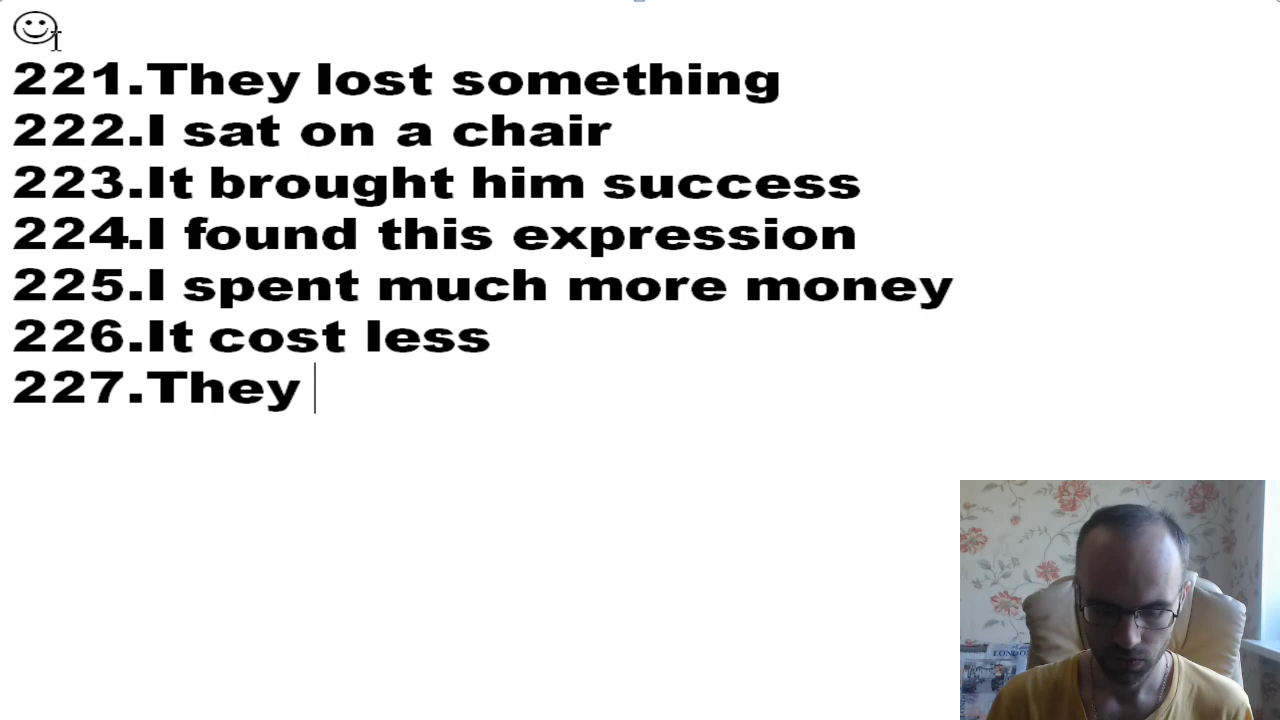 221.They lost something
222.I sat on a chair
223.It brought him success
224.I found this expression
225.I spent much more money
226.It cost less
227.They
LONDON